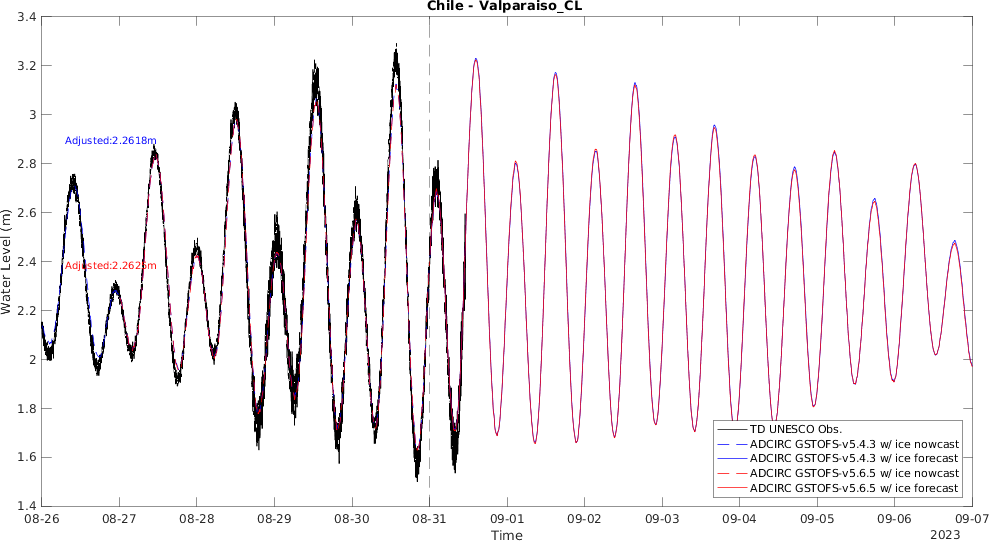 Chile - Valparaiso_CL
3.4
3.2
3
2.8
2.6
2.4
2.2
2
1.8
1.6
1.4
Water Level (m)
Adjusted:2.2618m
Adjusted:2.2625m
TD UNESCO Obs.
ADCIRC GSTOFS-v5.4.3 w/ ice nowcast
ADCIRC GSTOFS-v5.4.3 w/ ice forecast
ADCIRC GSTOFS-v5.6.5 w/ ice nowcast
ADCIRC GSTOFS-v5.6.5 w/ ice forecast
08-26 08-27 08-28 08-29 08-30 08-31 09-01 09-02 09-03 09-04 09-05 09-06 09-07
Time
2023